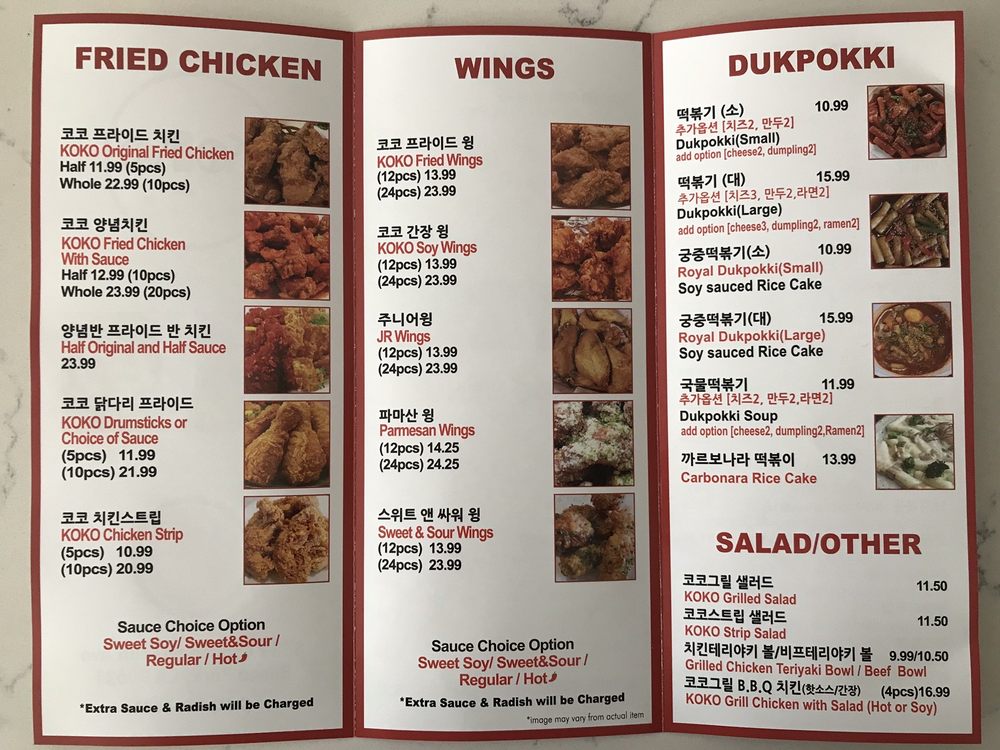 FRIED CHICKEN
코코 프라이드 치킨
KOKO Original Fried Chicken
Half 11.99 (5pcs)
Whole 22.99 (10pcs)
코코 양념치킨
KOKO Fried Chicken
With Sauce
Half 12.99 (10pcs)
Whole 23.99 (20pcs)
양념반 프라이드 반 치킨
Half Original and Half Sauce
23.99
코코 닭다리 프라이드
KOKO Drumsticks or
Choice of Sauce
(5pcs) 11.99
(10pcs) 21.99
코코 치킨스트립
KOKO Chicken Strip
(5pcs) 10.99
(10pcs) 20.99
Sauce Choice Option
Sweet Soy/ Sweet&Sour /
Regular / Hot
*Extra Sauce & Radish will be Charged
WINGS
코코 프라이드 윙
KOKO Fried Wings
(12pcs) 13.99
(24pcs) 23.99
코코 간장 윙
KOKO Soy Wings
(12pcs) 13.99
(24pcs) 23.99
주니어윙
JR Wings
(12pcs) 13.99
(24pcs) 23.99
파마산 윙
Parmesan Wings
(12pcs) 14.25
(24pcs) 24.25
스위트 앤 싸워 윙
Sweet & Sour Wings
(12pcs) 13.99
(24pcs) 23.99
Sauce Choice Option
Sweet Soy/ Sweet&Sour /
Regular / Hot
*Extra Sauce & Radish will be Charged
*image may vary from actual item
DUKPOKKI
떡볶기 (소) 10.99
추가옵션 [치즈2, 만두2]
Dukpokki(Small)
add option [cheese2, dumpling2]
떡볶기 (대) 15.99
추가옵션 [치즈3, 만두2,라면2]
Dukpokki(Large)
add option [cheese3, dumpling2, ramen2]
궁중떡볶기(소) 10.99
Royal Dukpokki(Small)
Soy sauced Rice Cake
궁중떡볶기(대) 15.99
Royal Dukpokki(Large)
Soy sauced Rice Cake
국물떡볶기 11.99
추가옵션 [치즈2, 만두2,라면2]
Dukpokki Soup
add option [cheese2, dumpling2,Ramen2]
까르보나라 떡볶이 13.99
Carbonara Rice Cake
SALAD/OTHER
코코그릴 샐러드 11.50
KOKO Grilled Salad
코코스트립 샐러드 11.50
KOKO Strip Salad
치킨테리야키 볼/비프테리야키 볼 9.99/10.50
Grilled Chicken Teriyaki Bowl / Beef Bowl
코코그릴 B.B.Q 치킨(핫소스/간장) (4pcs)16.99
KOKO Grill Chicken with Salad (Hot or Soy)